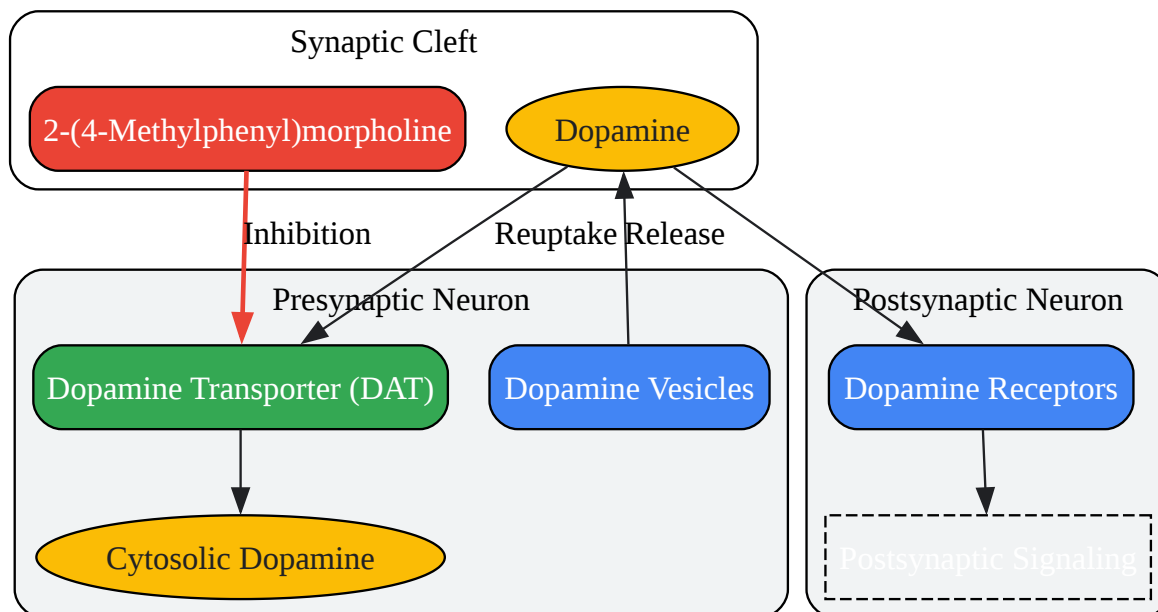 Synaptic Cleft
2-(4-Methylphenyl)morpholine
Dopamine
Inhibition
Reuptake
Release
Presynaptic Neuron
Postsynaptic Neuron
Dopamine Transporter (DAT)
Dopamine Vesicles
Dopamine Receptors
Cytosolic Dopamine
Postsynaptic Signaling